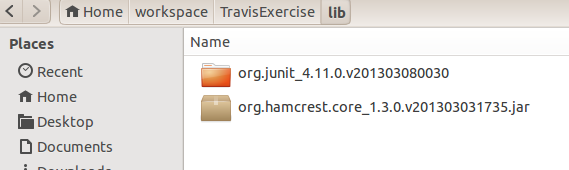 Home workspace TravisExercise lib
Places
Name
Recent
org.junit_4.11.0.v201303080030
Home
org.hamcrest.core_1.3.0.v201303031735.jar
Desktop
Documents
Downloads